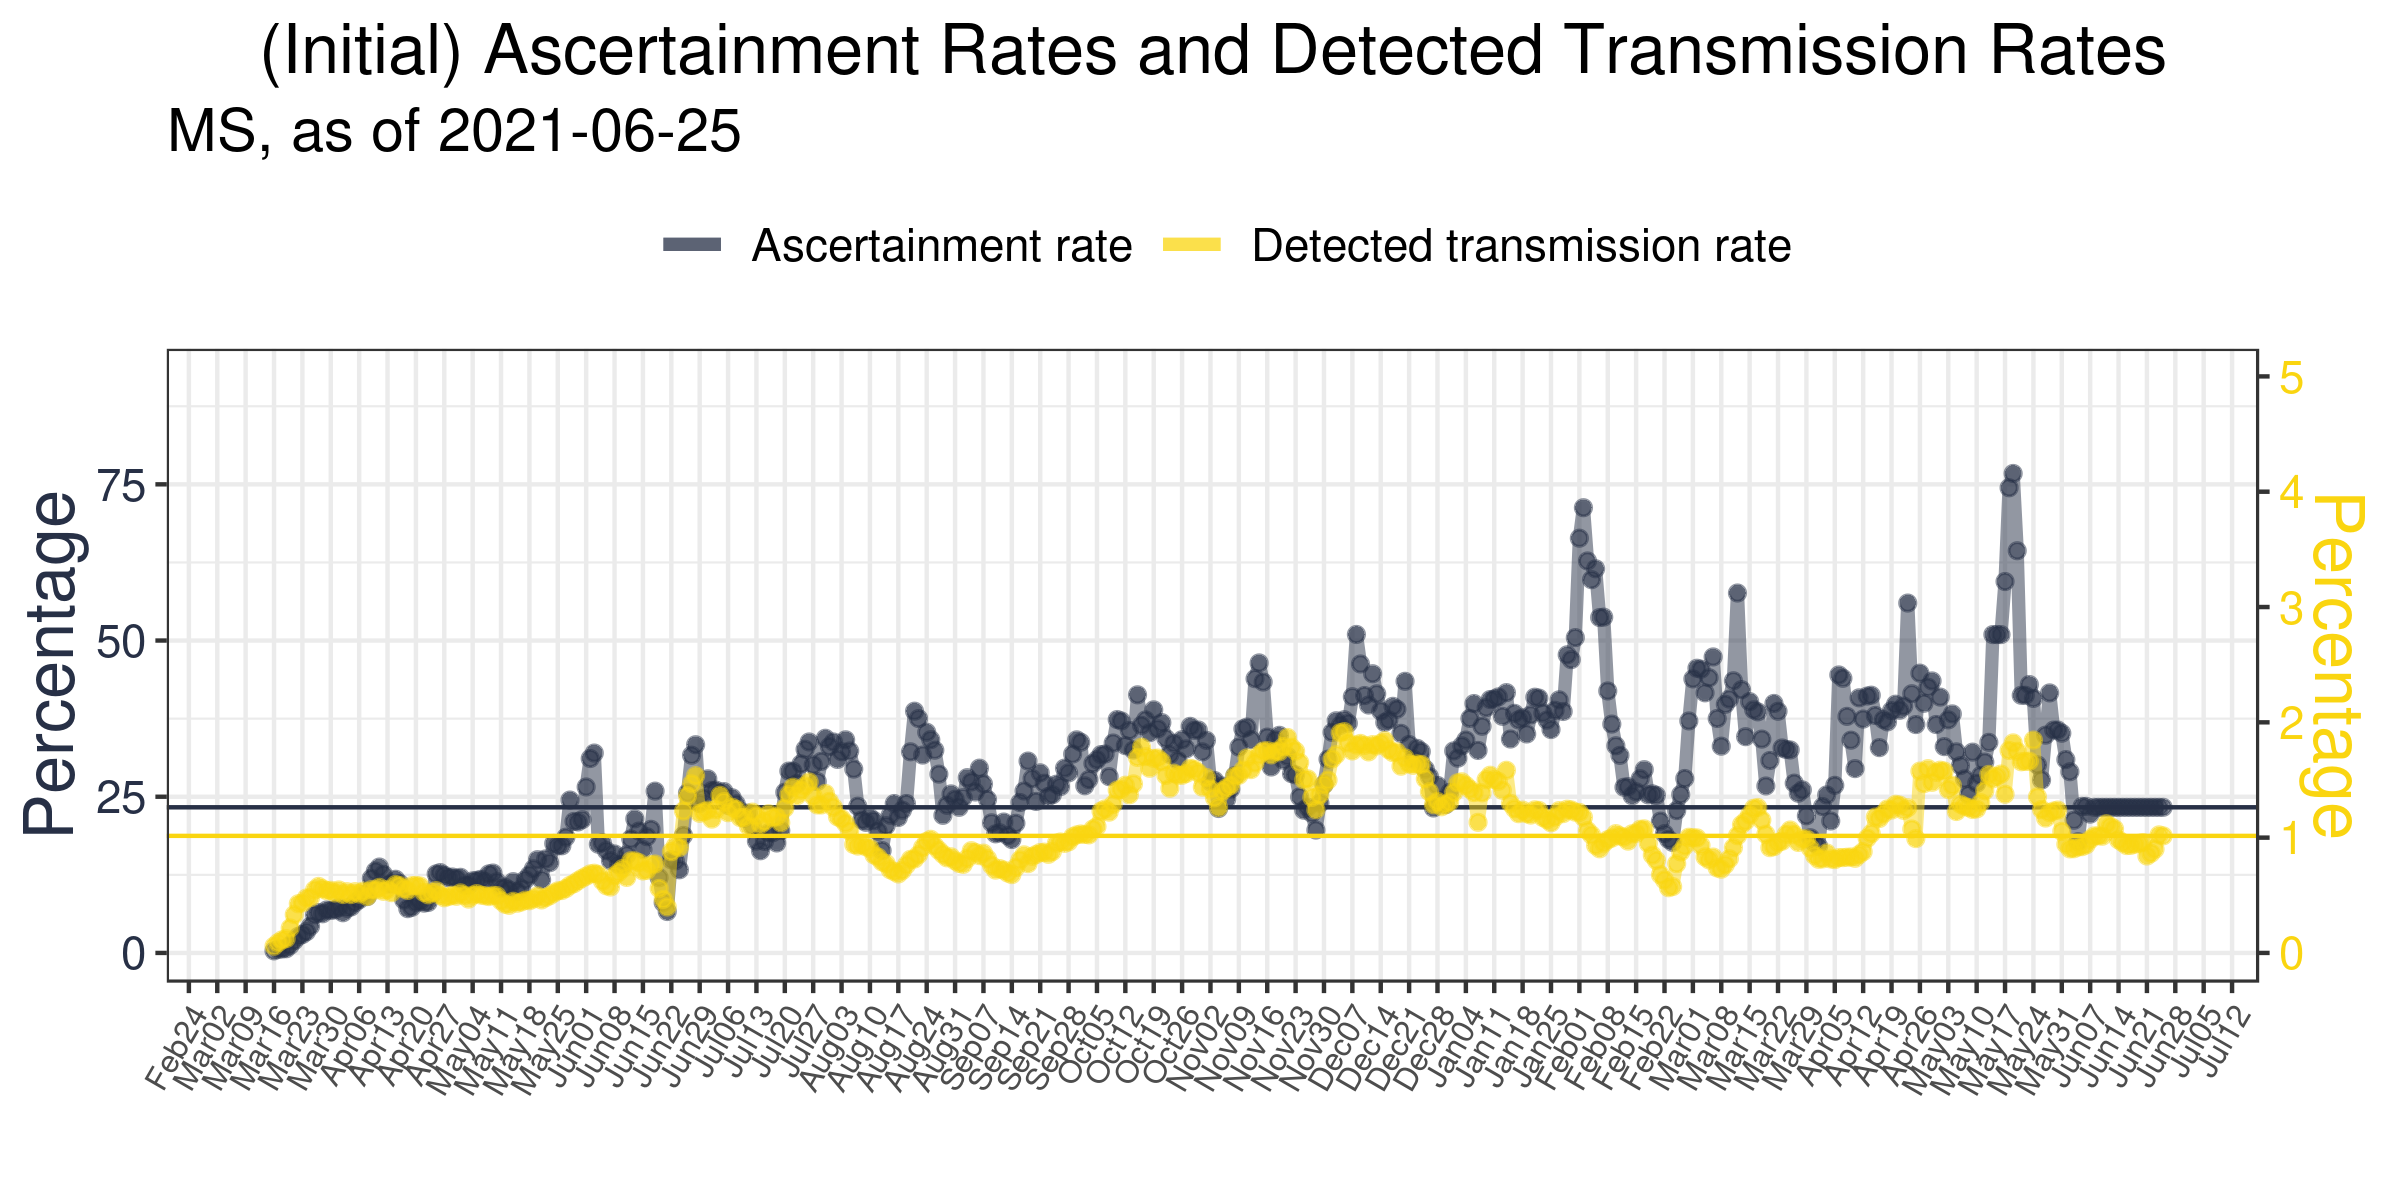 (Initial) Ascertainment Rates and Detected Transmission Rates
MS, as of 2021-06-25
Ascertainment rate
Detected transmission rate
Percentage
75
50
25
0
5
4
3
2
1
0
Percentage
Feb24
Mar02
Mar09
Mar16
Mar23
Mar30
Apr06
Apr13
Apr20
Apr27
May04
May11
May18
May25
Jun01
Jun08
Jun15
Jun22
Jun29
Jul06
Jul13
Jul20
Jul27
Aug03
Aug10
Aug17
Aug24
Aug31
Sep07
Sep14
Sep21
Sep28
Oct05
Oct12
Oct19
Oct26
Nov02
Nov09
Nov16
Nov23
Nov30
Dec07
Dec14
Dec21
Dec28
Jan04
Jan11
Jan18
Jan25
Feb01
Feb08
Feb15
Feb22
Mar01
Mar08
Mar15
Mar22
Mar29
Apr05
Apr12
Apr19
Apr26
May03
May10
May17
May24
May31
Jun07
Jun14
Jun21
Jun28
Jul05
Jul12